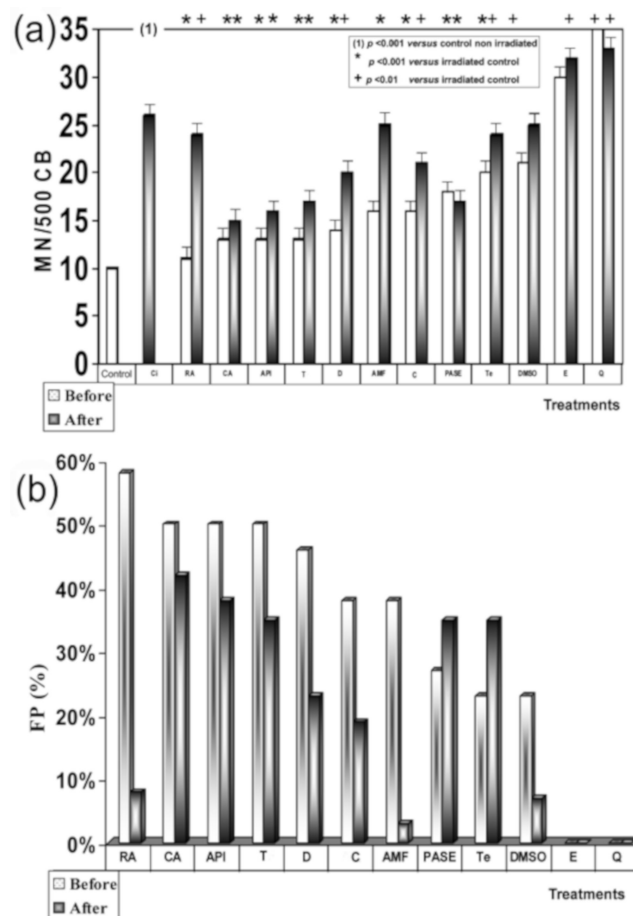 (a)
(1) * + ** * * ** *+ * * + ** *+ + + + +
(1) p <0.001 versus control non irradiated
* p <0.001 versus irradiated control
+ p <0.01 versus irradiated control
MN/500 CB
35
30
25
20
15
10
5
0
Control Ci RA CA API T D AMF C PASE Te DMSO E Q
Before
After
Treatments
(b)
60%
50%
40%
30%
20%
10%
0%
FP (%)
RA CA API T D C AMF PASE Te DMSO E Q
Before
After
Treatments